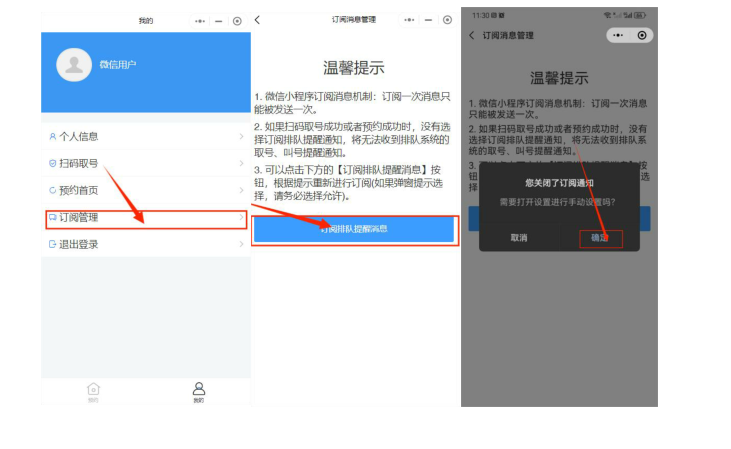 我的
微信用户
个人信息
扫码取号
预约首页
订阅管理
退出登录
我的
订阅消息管理
温馨提示
1. 微信小程序订阅消息机制：订阅一次消息只
能被发送一次。
2. 如果扫码取号成功或者预约成功时，没有选
择订阅排队提醒通知，将无法收到排队系统的
取号、叫号提醒通知。
3. 可以点击下方的【订阅排队提醒消息】按
钮，根据提示重新进行订阅(如果弹窗提示选
择，请务必选择允许)。
订阅排队提醒消息
11:30
订阅消息管理
温馨提示
1. 微信小程序订阅消息机制：订阅一次消息
只能被发送一次。
2. 如果扫码取号成功或者预约成功时，没有
选择订阅排队提醒通知，将无法收到排队系
统的取号、叫号提醒通知。
3.
按
钮
选
择
您关闭了订阅通知
需要打开设置进行手动设置吗？
取消
确定